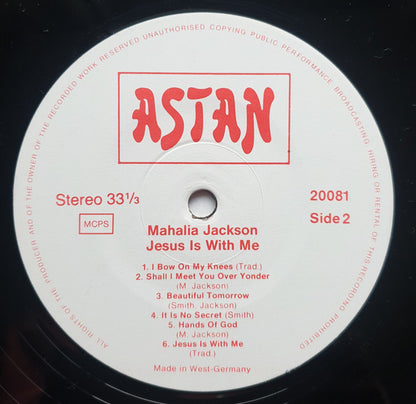 ALL RIGHTS OF THE PRODUCER AND OF THE OWNER OF THE RECORDED WORK RESERVED UNAUTHORISED COPYING PUBLIC PERFORMANCE BROADCASTING, HIRING OR RENTAL OF THIS RECORDING PROHIBITED
ASTAN
Stereo 33 1/3
20081
MCPS
Side 2
Mahalia Jackson
Jesus Is With Me
1. I Bow On My Knees (Trad.)
2. Shall I Meet You Over Yonder
(M. Jackson)
3. Beautiful Tomorrow
(Smith, Jackson)
4. It Is No Secret (Smith)
5. Hands Of God
(M. Jackson)
6. Jesus Is With Me
(Trad.)
Made in West-Germany